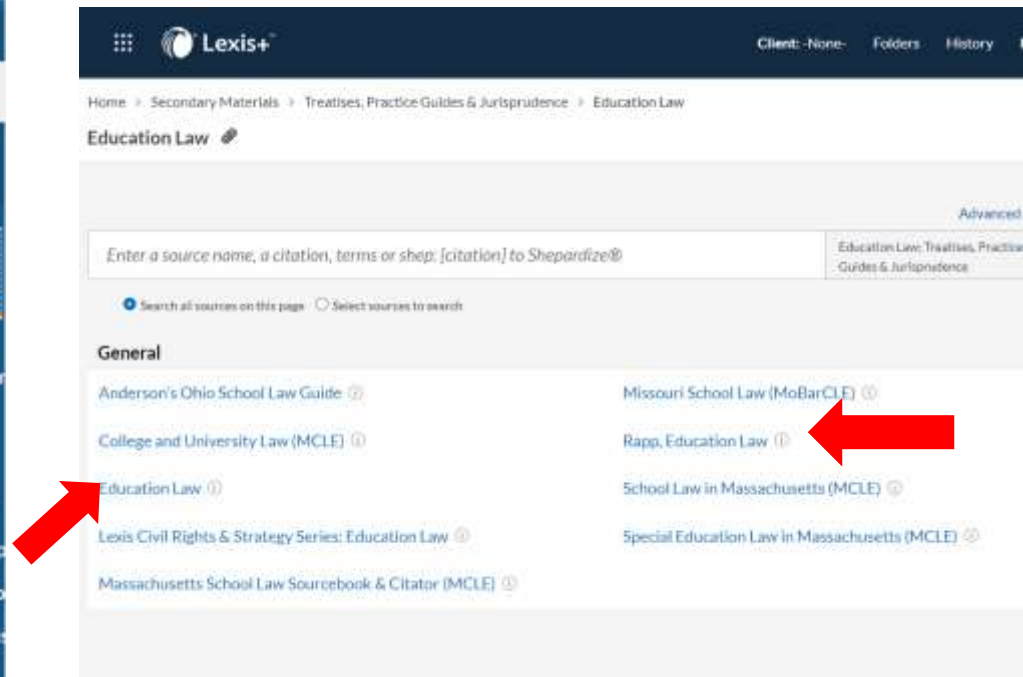 Lexis+
Client: -None- Folders History
Home > Secondary Materials > Treatises, Practice Guides & Jurisprudence > Education Law
Education Law
Advanced
Enter a source name, a citation, terms or shep: [citation] to Shepardize®
Education Law: Treatises, Practice
Guides & Jurisprudence
Search all sources on this page Select sources to search
General
Anderson's Ohio School Law Guide
Missouri School Law (MoBarCLE)
College and University Law (MCLE)
Rapp, Education Law
Education Law
School Law in Massachusetts (MCLE)
Lexis Civil Rights & Strategy Series: Education Law
Special Education Law in Massachusetts (MCLE)
Massachusetts School Law Sourcebook & Citator (MCLE)